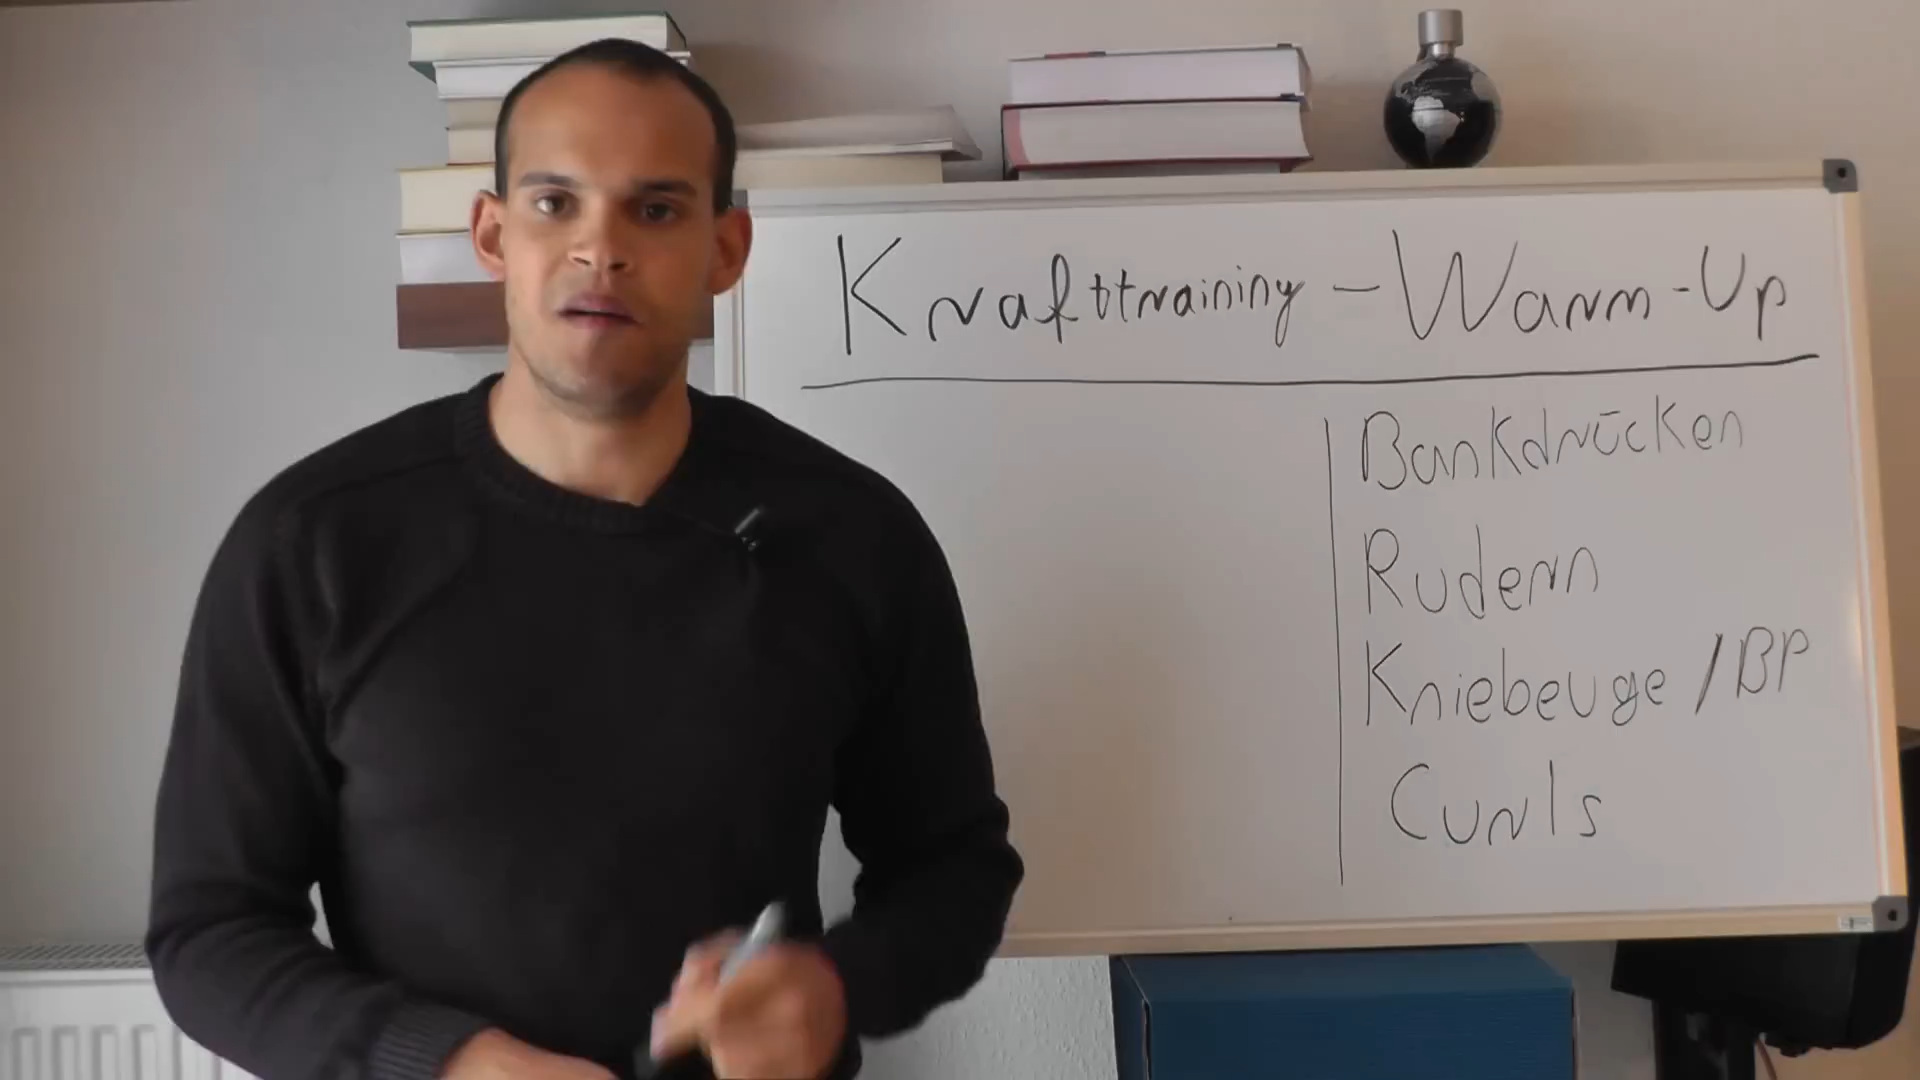 Krafttraining - Warm-Up
Bankdrücken
Rudern
Kniebeuge / BP
Curls